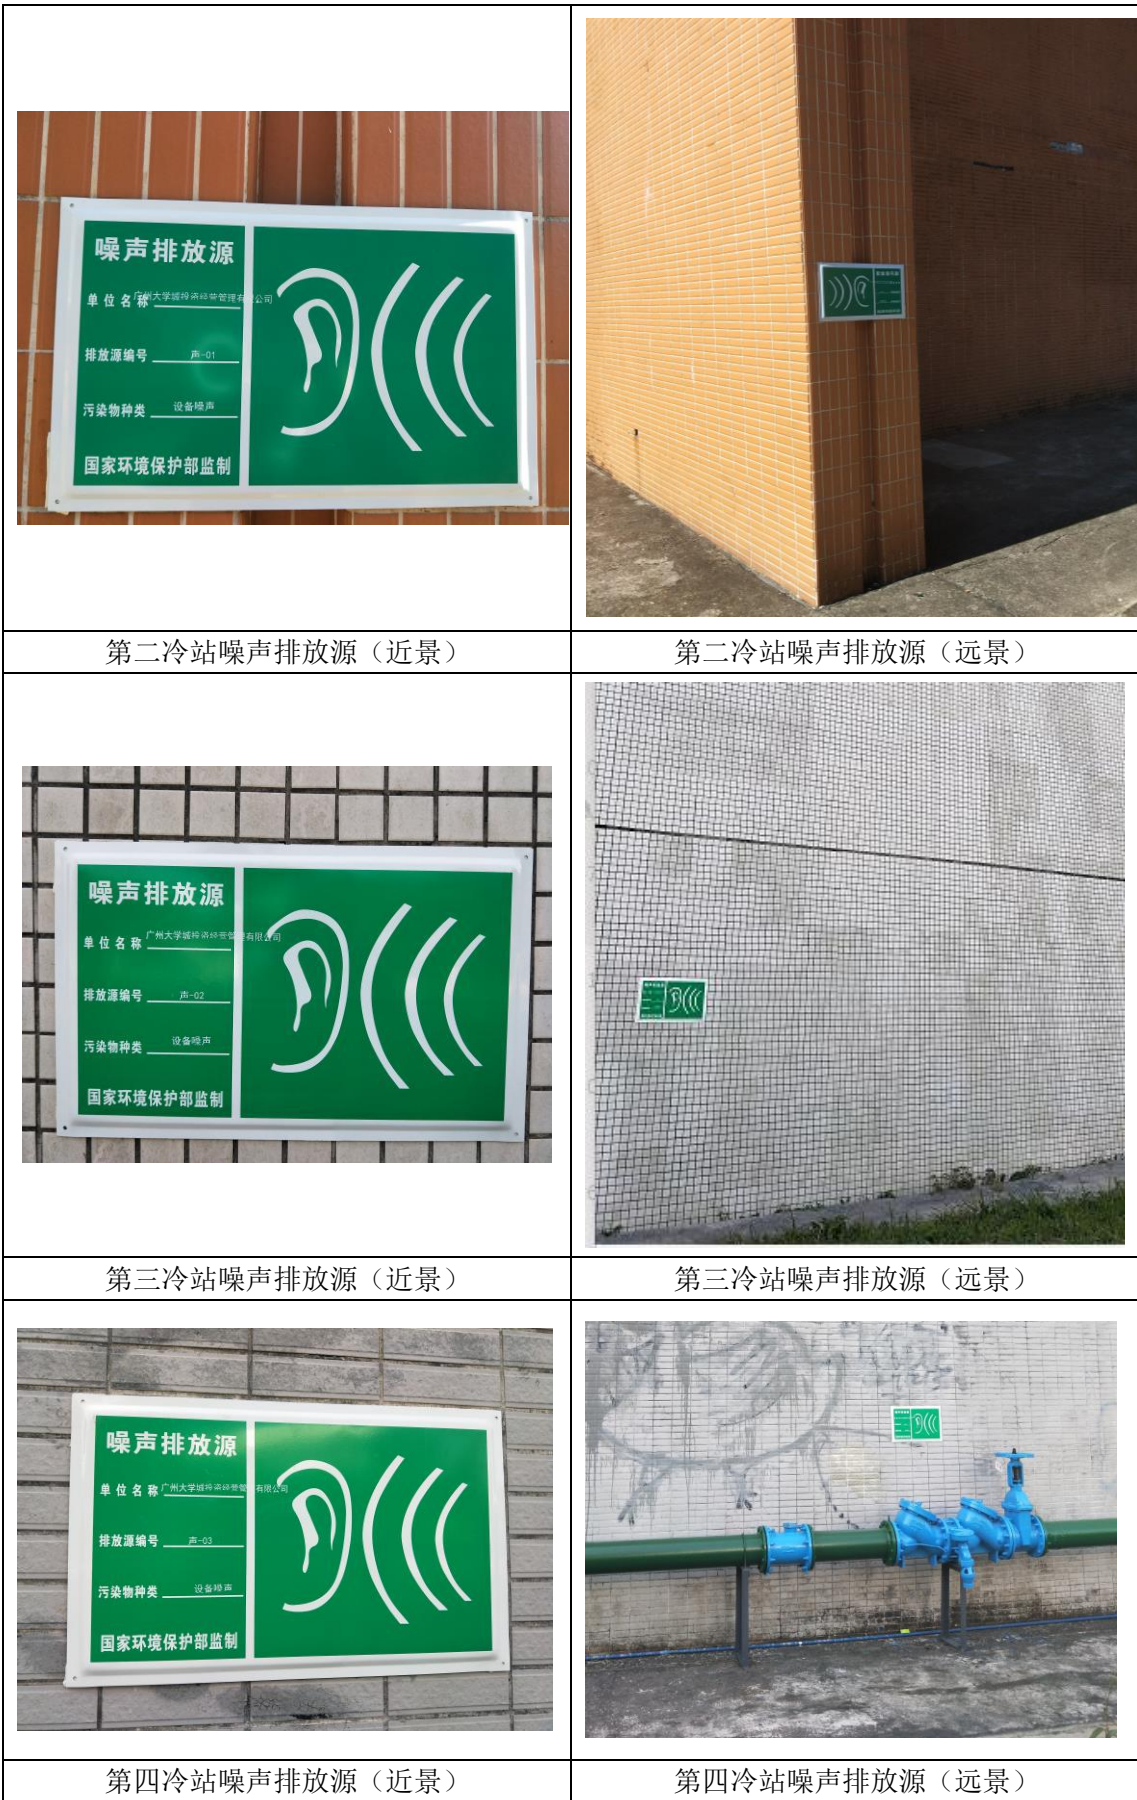 噪声排放源
单位名称 广州大学城投资经营管理有限公司
排放源编号 声-01
污染物种类 设备噪声
国家环境保护部监制
第二冷站噪声排放源（近景）
第二冷站噪声排放源（远景）
噪声排放源
单位名称 广州大学城投资经营管理有限公司
排放源编号 声-02
污染物种类 设备噪声
国家环境保护部监制
第三冷站噪声排放源（近景）
噪声排放源
第三冷站噪声排放源（远景）
噪声排放源
单位名称 广州大学城投资经营管理有限公司
排放源编号 声-03
污染物种类 设备噪声
国家环境保护部监制
第四冷站噪声排放源（近景）
第四冷站噪声排放源（远景）